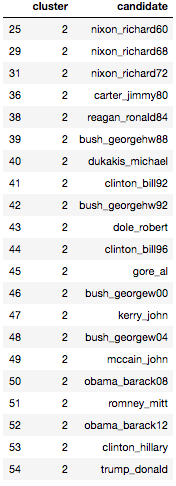 cluster candidate
25 2 nixon_richard60
29 2 nixon_richard68
31 2 nixon_richard72
36 2 carter_jimmy80
38 2 reagan_ronald84
39 2 bush_georgehw88
40 2 dukakis_michael
41 2 clinton_bill92
42 2 bush_georgehw92
43 2 dole_robert
44 2 clinton_bill96
45 2 gore_al
46 2 bush_georgew00
47 2 kerry_john
48 2 bush_georgew04
49 2 mccain_john
50 2 obama_barack08
51 2 romney_mitt
52 2 obama_barack12
53 2 clinton_hillary
54 2 trump_donald